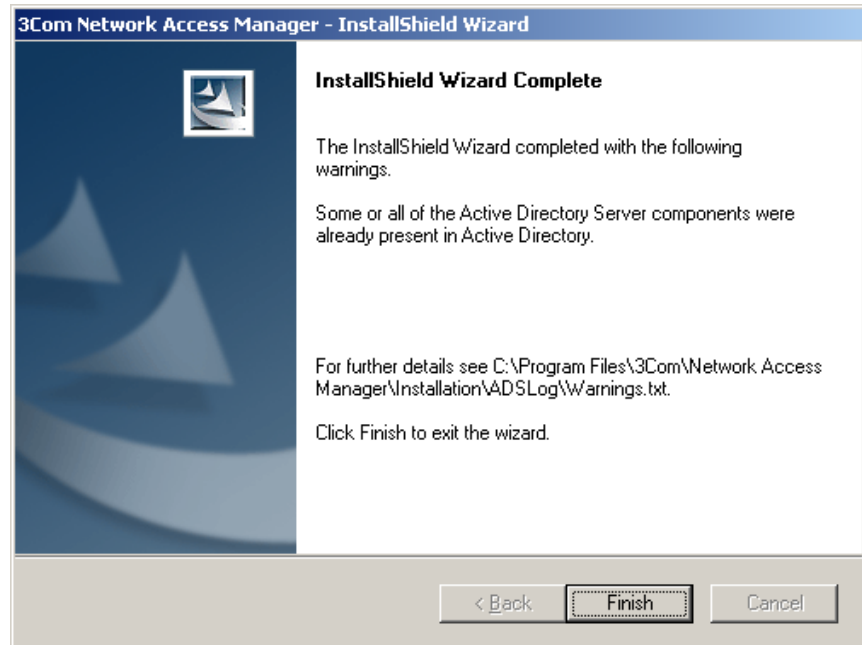 3Com Network Access Manager - InstallShield Wizard
InstallShield Wizard Complete
The InstallShield Wizard completed with the following
warnings.
Some or all of the Active Directory Server components were
already present in Active Directory.
For further details see C:\Program Files\3Com\Network Access
Manager\Installation\ADSLog\Warnings.txt.
Click Finish to exit the wizard.
< Back
Finish
Cancel